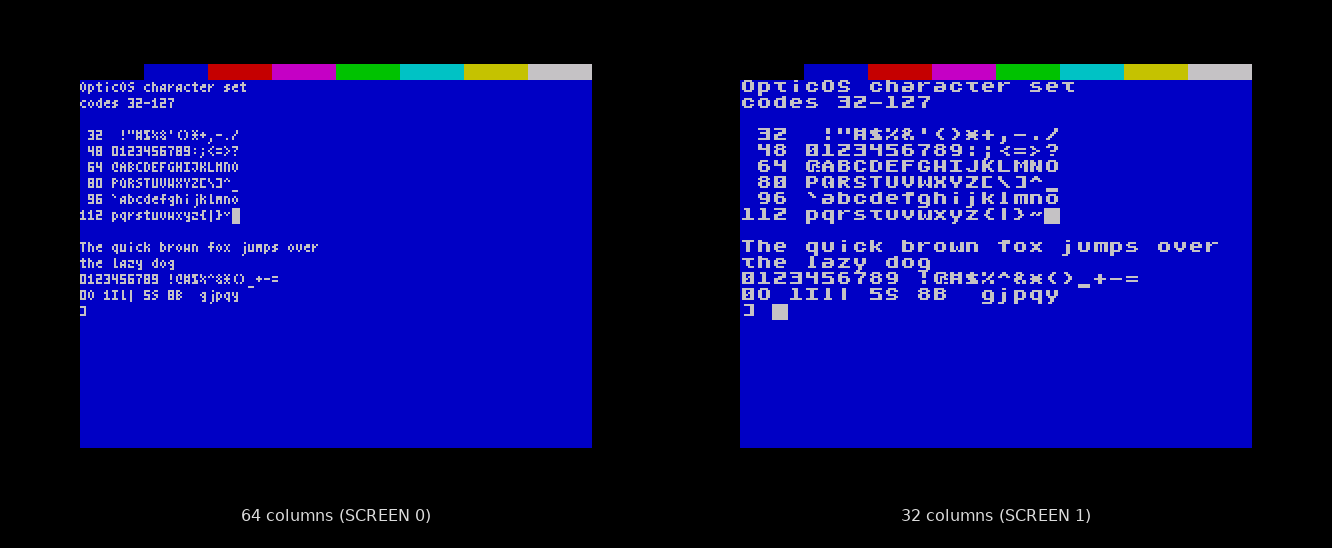 OpticOS character set
codes 32-127
32  !"#$%&'()*+,-./
48 0123456789:;<=>?
64 @ABCDEFGHIJKLMNO
80 PQRSTUVWXYZ[\]^_
96 `abcdefghijklmno
112 pqrstuvwxyz{|}~
The quick brown fox jumps over
the lazy dog
0123456789 !@#$%^&*()_+-=
0O 1Il| 5S 8B  gjpqy
]
64 columns (SCREEN 0)
OpticOS character set
codes 32-127
32  !"#$%&'()*+,-./
48 0123456789:;<=>?
64 @ABCDEFGHIJKLMNO
80 PQRSTUVWXYZ[\]^_
96 `abcdefghijklmno
112 pqrstuvwxyz{|}~
The quick brown fox jumps over
the lazy dog
0123456789 !@#$%^&*()_+-=
0O 1Il| 5S 8B  gjpqy
]
32 columns (SCREEN 1)